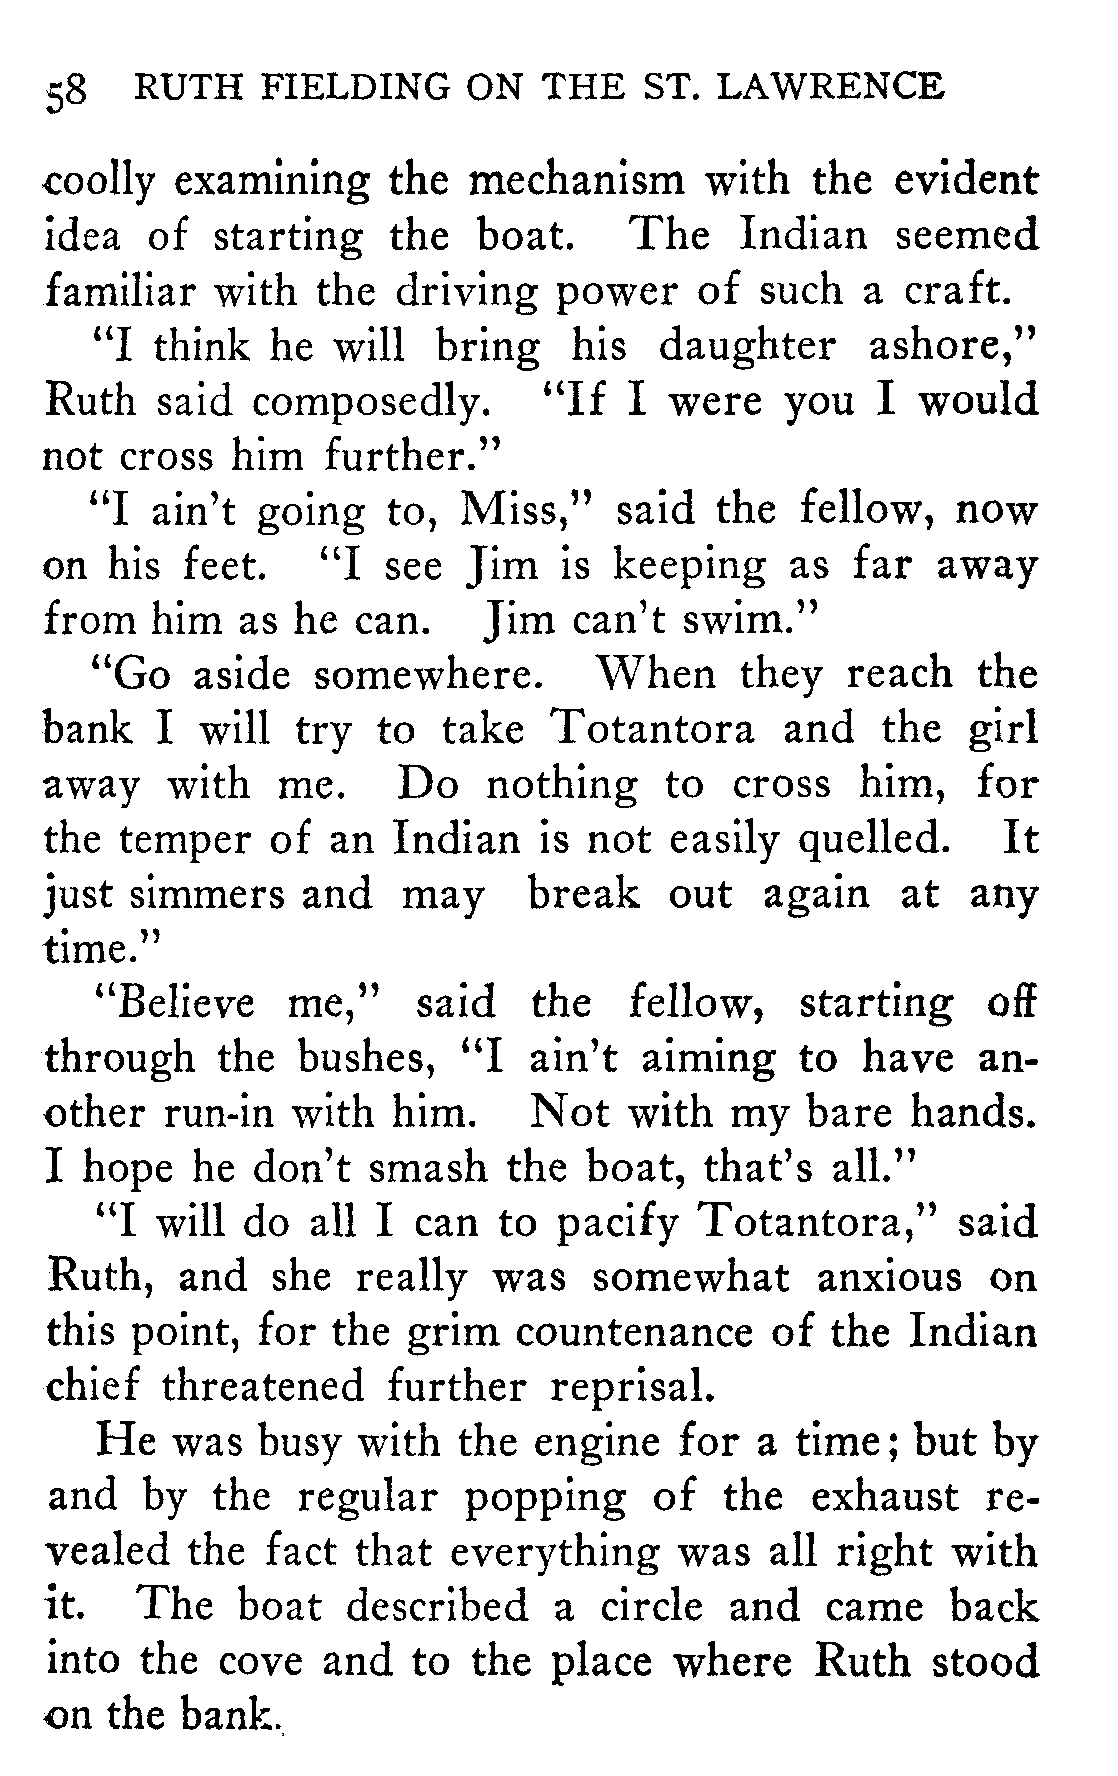 58 RUTH FIELDING ON THE ST. LAWRENCE
coolly examining the mechanism with the evident
idea of starting the boat. The Indian seemed
familiar with the driving power of such a craft.
“I think he will bring his daughter ashore,”
Ruth said composedly. “If I were you I would
not cross him further.”
“I ain’t going to, Miss,” said the fellow, now
on his feet. “I see Jim is keeping as far away
from him as he can. Jim can’t swim.”
“Go aside somewhere. When they reach the
bank I will try to take Totantora and the girl
away with me. Do nothing to cross him, for
the temper of an Indian is not easily quelled. It
just simmers and may break out again at any
time.”
“Believe me,” said the fellow, starting off
through the bushes, “I ain’t aiming to have an-
other run-in with him. Not with my bare hands.
I hope he don’t smash the boat, that’s all.”
“I will do all I can to pacify Totantora,” said
Ruth, and she really was somewhat anxious on
this point, for the grim countenance of the Indian
chief threatened further reprisal.
He was busy with the engine for a time; but by
and by the regular popping of the exhaust re-
vealed the fact that everything was all right with
it. The boat described a circle and came back
into the cove and to the place where Ruth stood
on the bank.